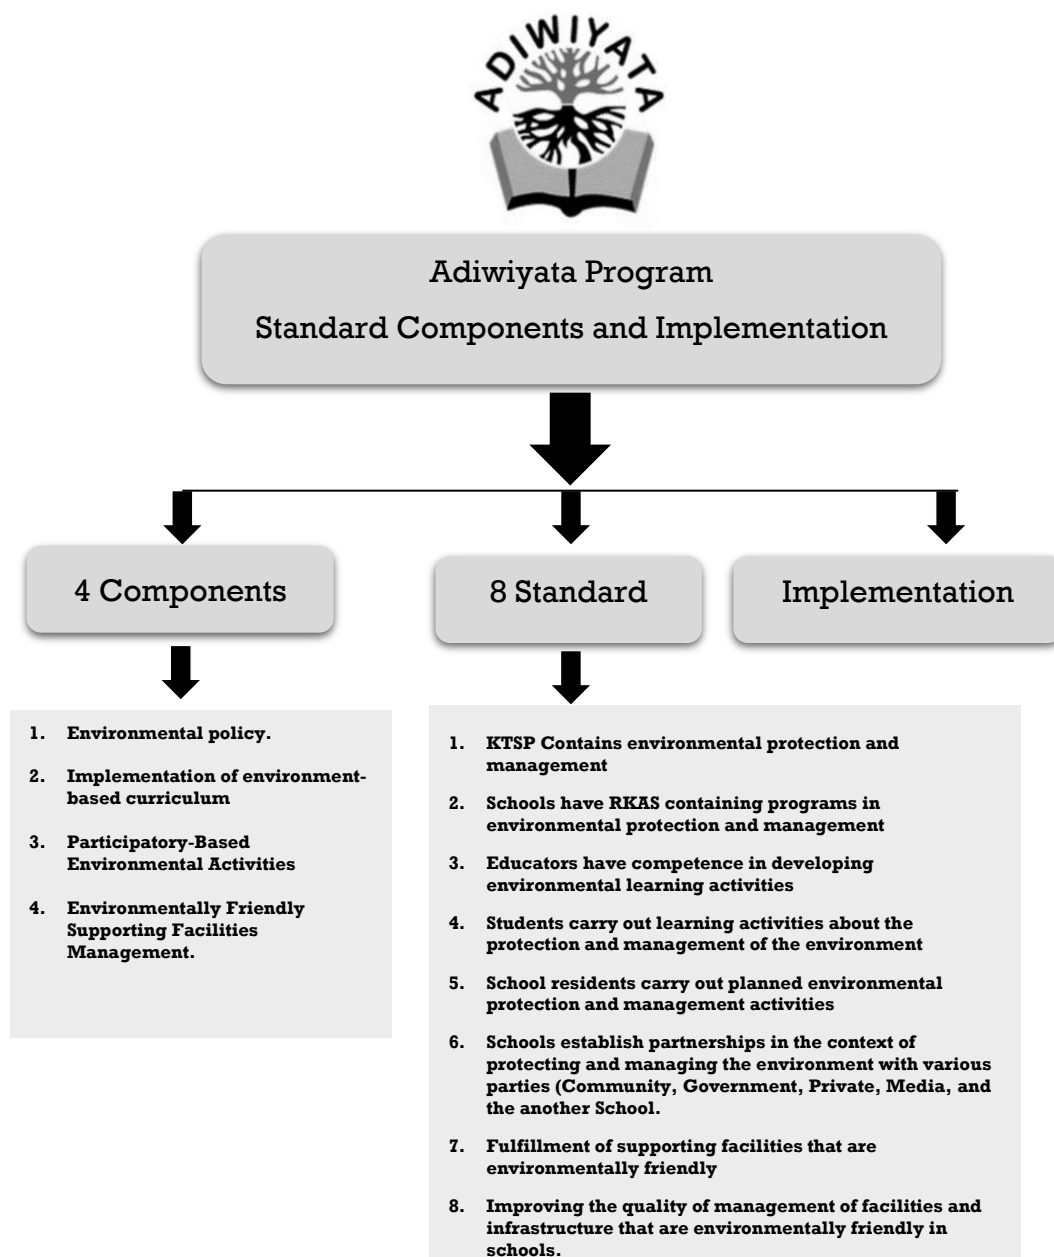 ADIWIYATA
Adiwiyata Program
Standard Components and Implementation
4 Components
8 Standard
Implementation
1. Environmental policy.
2. Implementation of environment-
based curriculum
3. Participatory-Based
Environmental Activities
4. Environmentally Friendly
Supporting Facilities
Management.
1. KTSP Contains environmental protection and
management
2. Schools have RKAS containing programs in
environmental protection and management
3. Educators have competence in developing
environmental learning activities
4. Students carry out learning activities about the
protection and management of the environment
5. School residents carry out planned environmental
protection and management activities
6. Schools establish partnerships in the context of
protecting and managing the environment with various
parties (Community, Government, Private, Media, and
the another School.
7. Fulfillment of supporting facilities that are
environmentally friendly
8. Improving the quality of management of facilities and
infrastructure that are environmentally friendly in
schools.